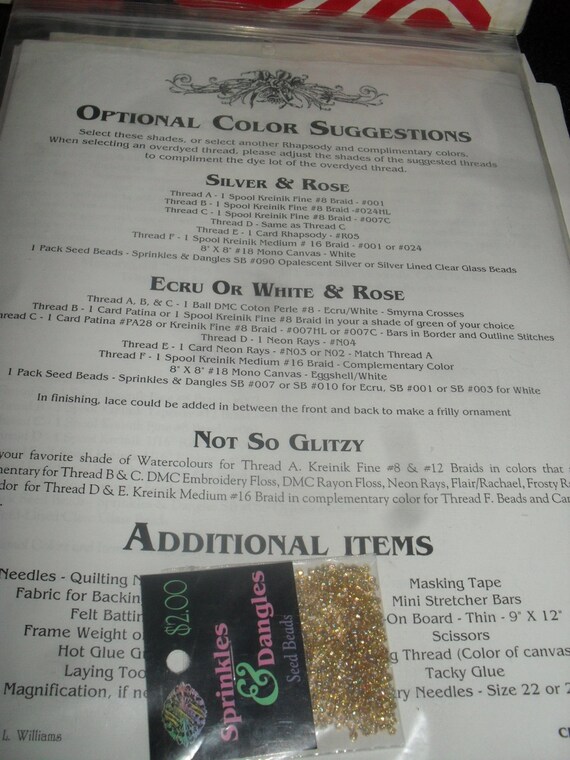 OPTIONAL COLOR SUGGESTIONS
Select these shades, or select another Rhapsody and complimentary colors.
When selecting an overdyed thread, please adjust the shades of the suggested threads
to compliment the dye lot of the overdyed thread.
SILVER & ROSE
Thread A - 1 Spool Kreinik Fine #8 Braid - #001
Thread B - 1 Spool Kreinik Fine #8 Braid -#024HL
Thread C - 1 Spool Kreinik Fine #8 Braid - #007C
Thread D - Same as Thread C
Thread E - 1 Card Rhapsody - #R05
Thread F - 1 Spool Kreinik Medium # 16 Braid - #001 or #024
8" X 8" #18 Mono Canvas - White
1 Pack Seed Beads - Sprinkles & Dangles SB #090 Opalescent Silver or Silver Lined Clear Glass Beads
ECRU OR WHITE & ROSE
Thread A, B, & C - 1 Ball DMC Coton Perle #8 - Ecru/White - Smyrna Crosses
Thread B - 1 Card Patina or 1 Spool Kreinik Fine #8 Braid in your a shade of green of your choice
Thread C - 1 Card Patina #PA28 or Kreinik Fine #8 Braid - #007HL or #007C - Bars in Border and Outline Stitches
Thread D - 1 Neon Rays - #N04
Thread E - 1 Card Neon Rays - #N03 or N02 - Match Thread A
Thread F - 1 Spool Kreinik Medium #16 Braid - Complementary Color
8" X 8" #18 Mono Canvas - Eggshell/White
1 Pack Seed Beads - Sprinkles & Dangles SB #007 or SB #010 for Ecru, SB #001 or SB #003 for White
In finishing, lace could be added in between the front and back to make a frilly ornament
NOT SO GLITZY
your favorite shade of Watercolours for Thread A. Kreinik Fine #8 & #12 Braids in colors that
mentary for Thread B & C. DMC Embroidery Floss, DMC Rayon Floss, Neon Rays, Flair/Rachael, Frosty R
dor for Thread D & E. Kreinik Medium #16 Braid in complementary color for Thread F. Beads and Can
ADDITIONAL ITEMS
Needles - Quilting N
Fabric for Backin
Felt Battin
Frame Weight o
Hot Glue G
Laying Too
Magnification, if ne
Masking Tape
Mini Stretcher Bars
-On Board - Thin - 9" X 12"
Scissors
g Thread (Color of canvas
Tacky Glue
ry Needles - Size 22 or 2
L. Williams
$2.00
Sprinkles
& Dangles
Seed Beads